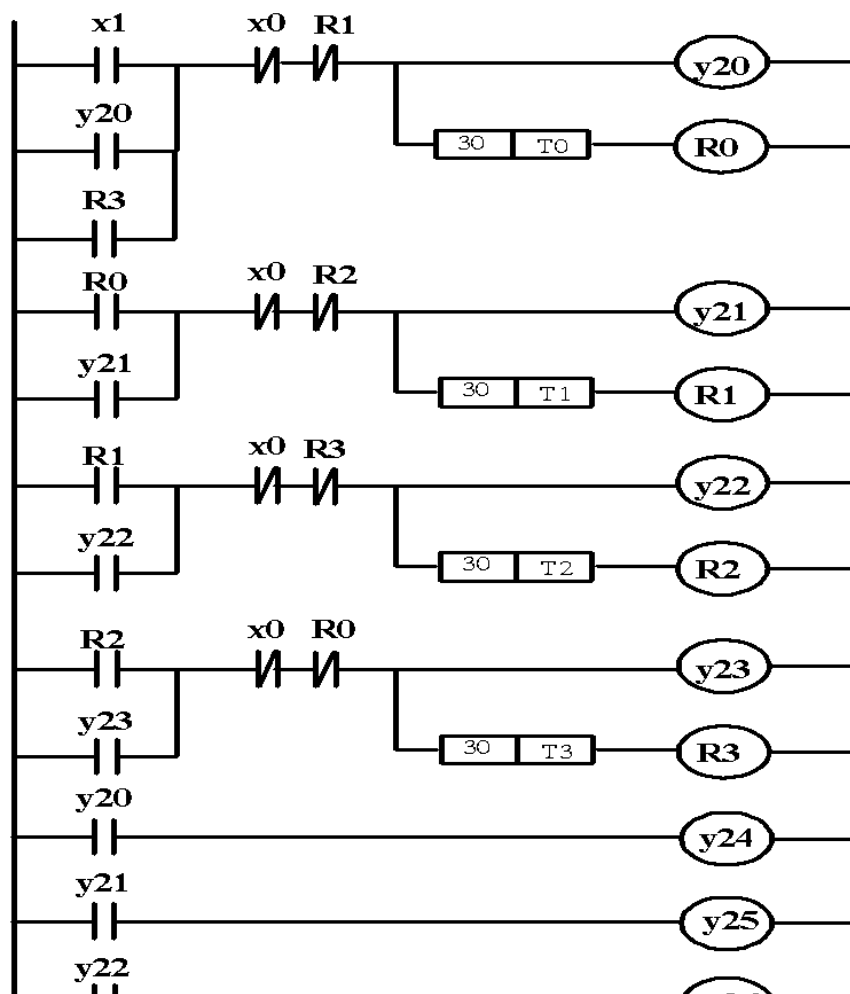 x1 x0 R1 y20
y20 30 T0 R0
R3
R0 x0 R2 y21
y21 30 T1 R1
R1 x0 R3 y22
y22 30 T2 R2
R2 x0 R0 y23
y23 30 T3 R3
y20 y24
y21 y25
y22